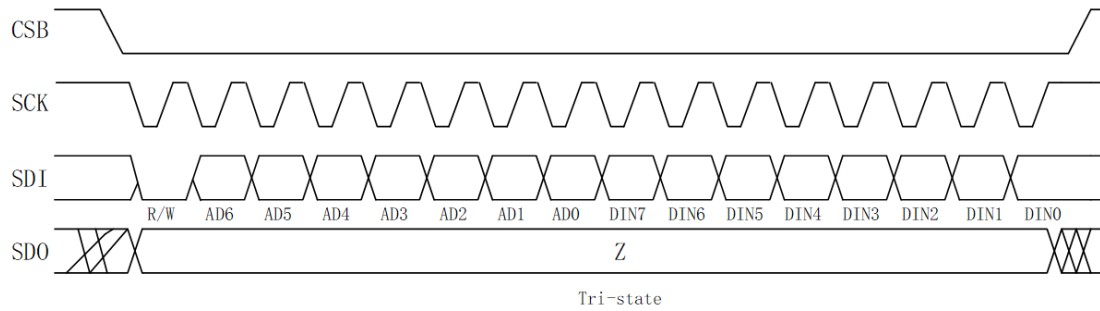 CSB
SCK
SDI
R/W AD6 AD5 AD4 AD3 AD2 AD1 AD0 DIN7 DIN6 DIN5 DIN4 DIN3 DIN2 DIN1 DIN0
SDO Z
Tri-state